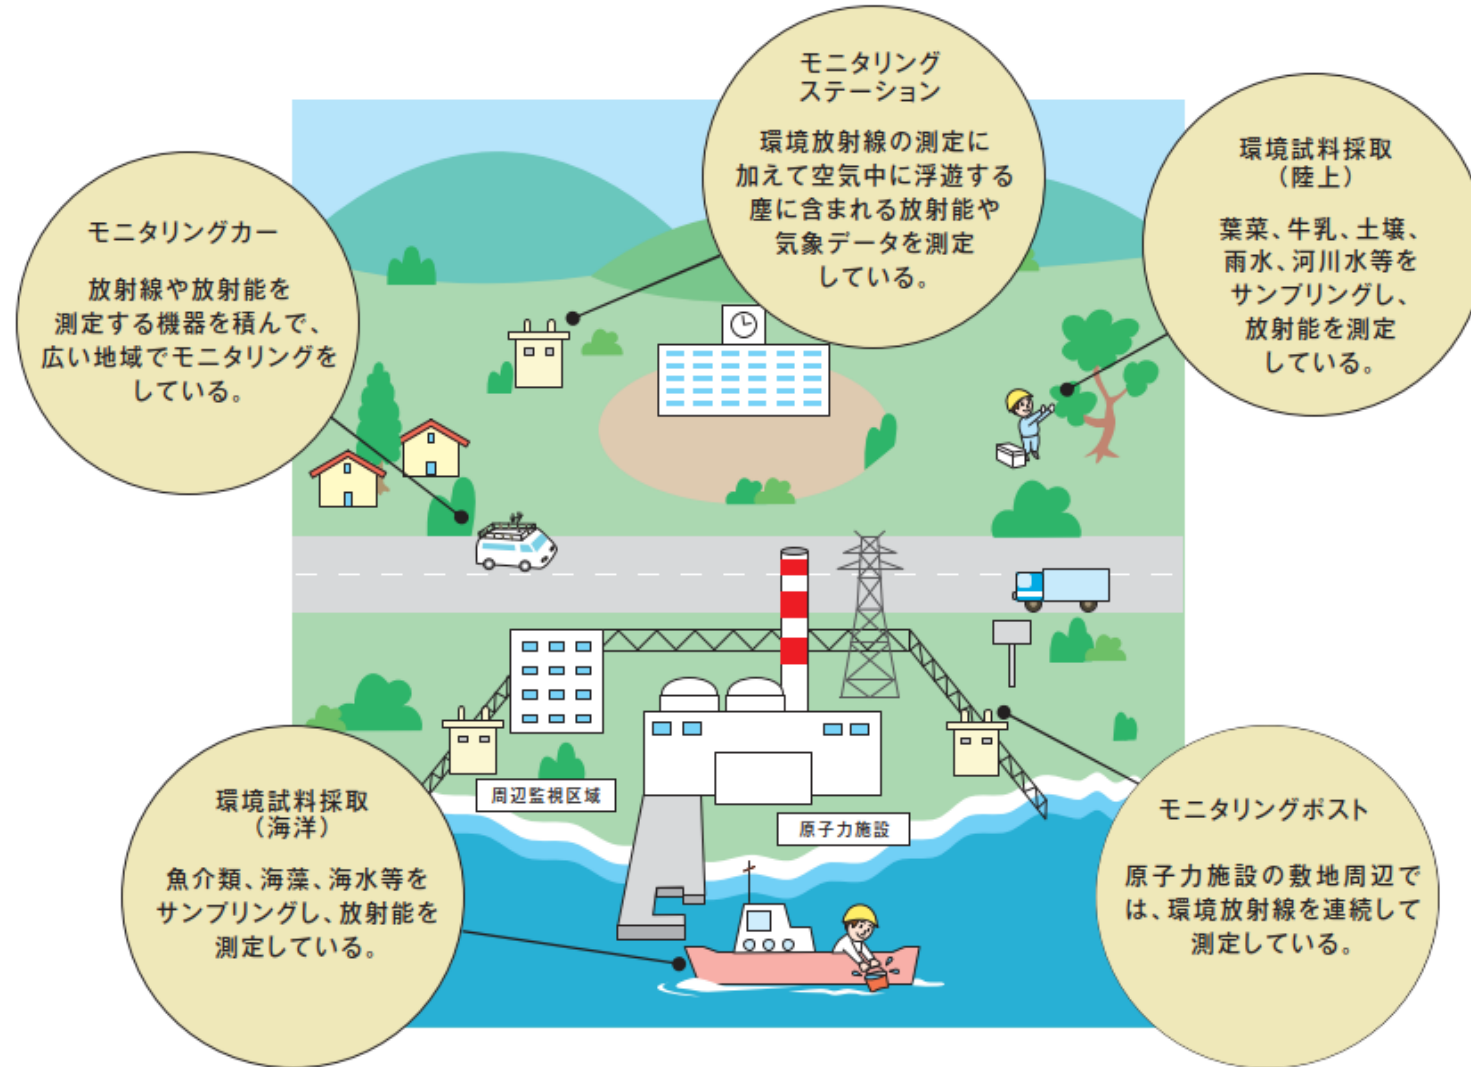 モニタリング
ステーション
環境放射線の測定に
加えて空気中に浮遊する
塵に含まれる放射能や
気象データを測定
している。
環境試料採取
（陸上）
葉菜、牛乳、土壌、
雨水、河川水等を
サンプリングし、
放射能を測定
している。
モニタリングカー
放射線や放射能を
測定する機器を積んで、
広い地域でモニタリングを
している。
周辺監視区域
原子力施設
環境試料採取
（海洋）
魚介類、海藻、海水等を
サンプリングし、放射能を
測定している。
モニタリングポスト
原子力施設の敷地周辺で
は、環境放射線を連続して
測定している。